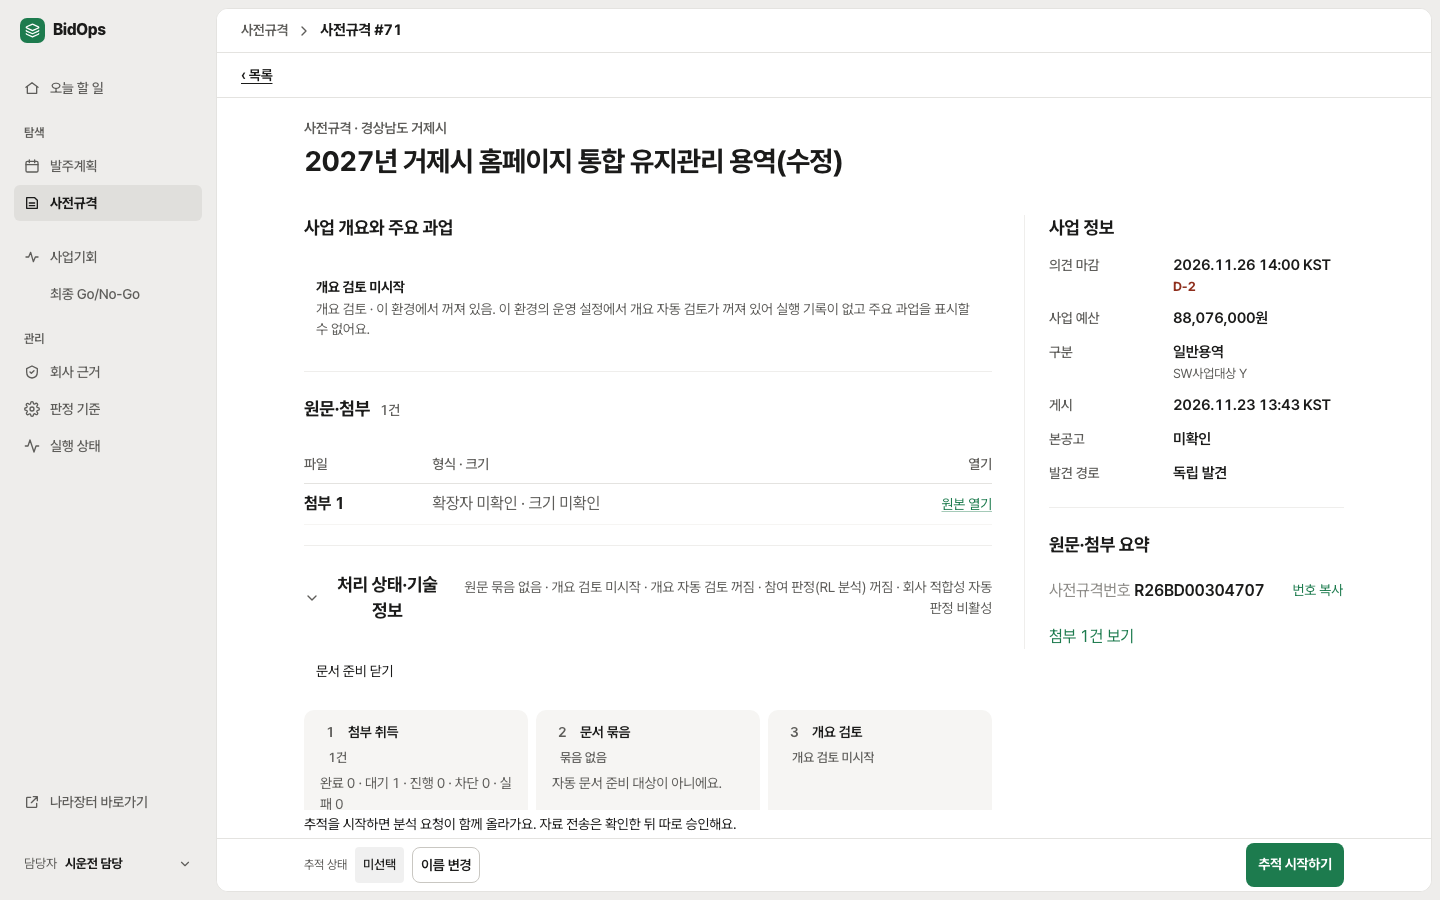 BidOps
오늘 할 일
탐색
발주계획
사전규격
사업기회
최종 Go/No-Go
관리
회사 근거
판정 기준
실행 상태
나라장터 바로가기
담당자 시운전 담당
사전규격 > 사전규격 #71
‹ 목록
사전규격 · 경상남도 거제시
2027년 거제시 홈페이지 통합 유지관리 용역(수정)
사업 개요와 주요 과업
개요 검토 미시작
개요 검토 · 이 환경에서 꺼져 있음. 이 환경의 운영 설정에서 개요 자동 검토가 꺼져 있어 실행 기록이 없고 주요 과업을 표시할
수 없어요.
원문·첨부 1건
파일 형식 · 크기 열기
첨부 1 확장자 미확인 · 크기 미확인 원본 열기
처리 상태·기술
정보
원문 묶음 없음 · 개요 검토 미시작 · 개요 자동 검토 꺼짐 · 참여 판정(RL 분석) 꺼짐 · 회사 적합성 자동
판정 비활성
문서 준비 닫기
1 첨부 취득
1건
완료 0 · 대기 1 · 진행 0 · 차단 0 · 실
패 0
2 문서 묶음
묶음 없음
자동 문서 준비 대상이 아니에요.
3 개요 검토
개요 검토 미시작
사업 정보
의견 마감 2026.11.26 14:00 KST
D-2
사업 예산 88,076,000원
구분 일반용역
SW사업대상 Y
게시 2026.11.23 13:43 KST
본공고 미확인
발견 경로 독립 발견
원문·첨부 요약
사전규격번호 R26BD00304707 번호 복사
첨부 1건 보기
추적을 시작하면 분석 요청이 함께 올라가요. 자료 전송은 확인한 뒤 따로 승인해요.
추적 상태 미선택 이름 변경 추적 시작하기